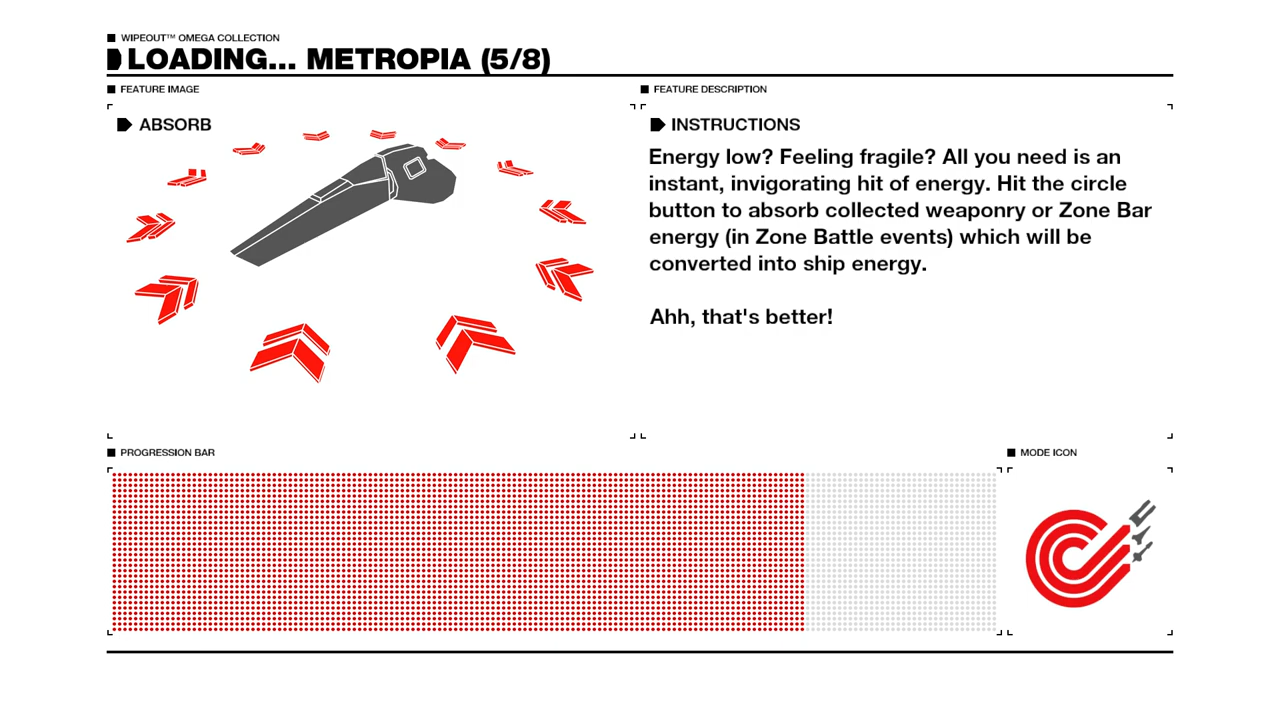 WIPEOUT™ OMEGA COLLECTION
LOADING... METROPIA (5/8)
FEATURE IMAGE
ABSORB
FEATURE DESCRIPTION
INSTRUCTIONS
Energy low? Feeling fragile? All you need is an
instant, invigorating hit of energy. Hit the circle
button to absorb collected weaponry or Zone Bar
energy (in Zone Battle events) which will be
converted into ship energy.
Ahh, that's better!
PROGRESSION BAR
MODE ICON